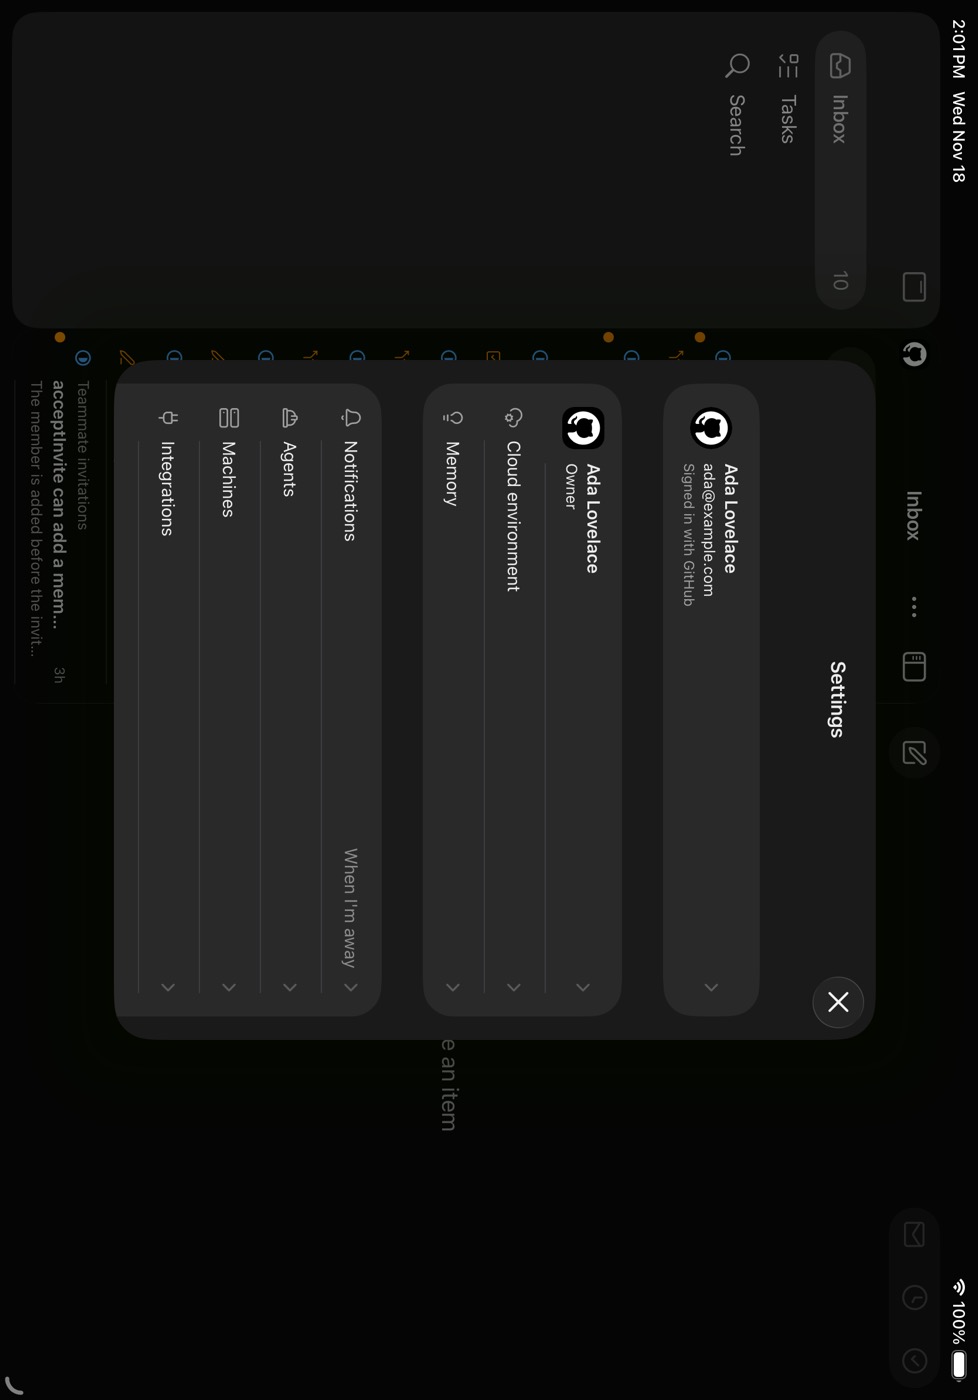 2:01 PM Wed Nov 18
100%
Inbox
Inbox 10
Tasks
Search
Settings
Ada Lovelace
ada@example.com
Signed in with GitHub
Ada Lovelace
Owner
Cloud environment
Memory
e an item
Notifications When I'm away
Agents
Machines
Integrations
Teammate invitations
acceptInvite can add a mem... 3h
The member is added before the invit...